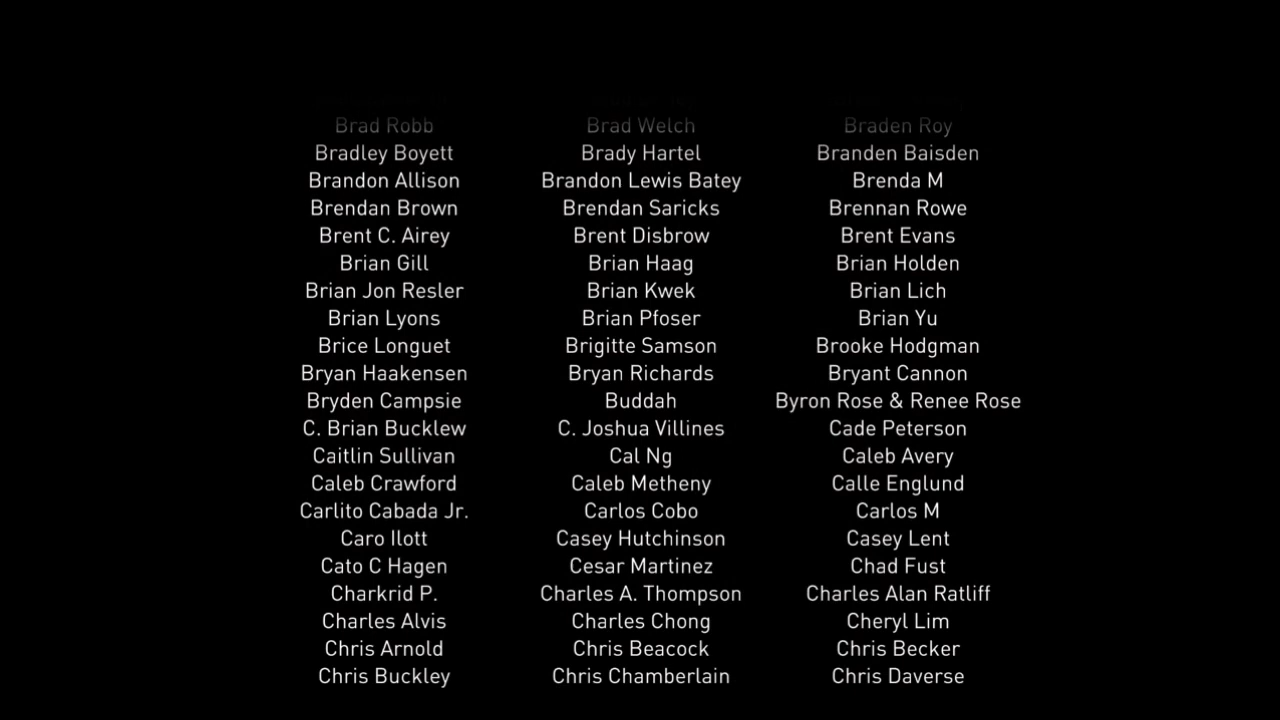 Brad Robb Brad Welch Braden Roy
Bradley Boyett Brady Hartel Branden Baisden
Brandon Allison Brandon Lewis Batey Brenda M
Brendan Brown Brendan Saricks Brennan Rowe
Brent C. Airey Brent Disbrow Brent Evans
Brian Gill Brian Haag Brian Holden
Brian Jon Resler Brian Kwek Brian Lich
Brian Lyons Brian Pfoser Brian Yu
Brice Longuet Brigitte Samson Brooke Hodgman
Bryan Haakensen Bryan Richards Bryant Cannon
Bryden Campsie Buddah Byron Rose & Renee Rose
C. Brian Bucklew C. Joshua Villines Cade Peterson
Caitlin Sullivan Cal Ng Caleb Avery
Caleb Crawford Caleb Metheny Calle Englund
Carlito Cabada Jr. Carlos Cobo Carlos M
Caro Ilott Casey Hutchinson Casey Lent
Cato C Hagen Cesar Martinez Chad Fust
Charkrid P. Charles A. Thompson Charles Alan Ratliff
Charles Alvis Charles Chong Cheryl Lim
Chris Arnold Chris Beacock Chris Becker
Chris Buckley Chris Chamberlain Chris Daverse